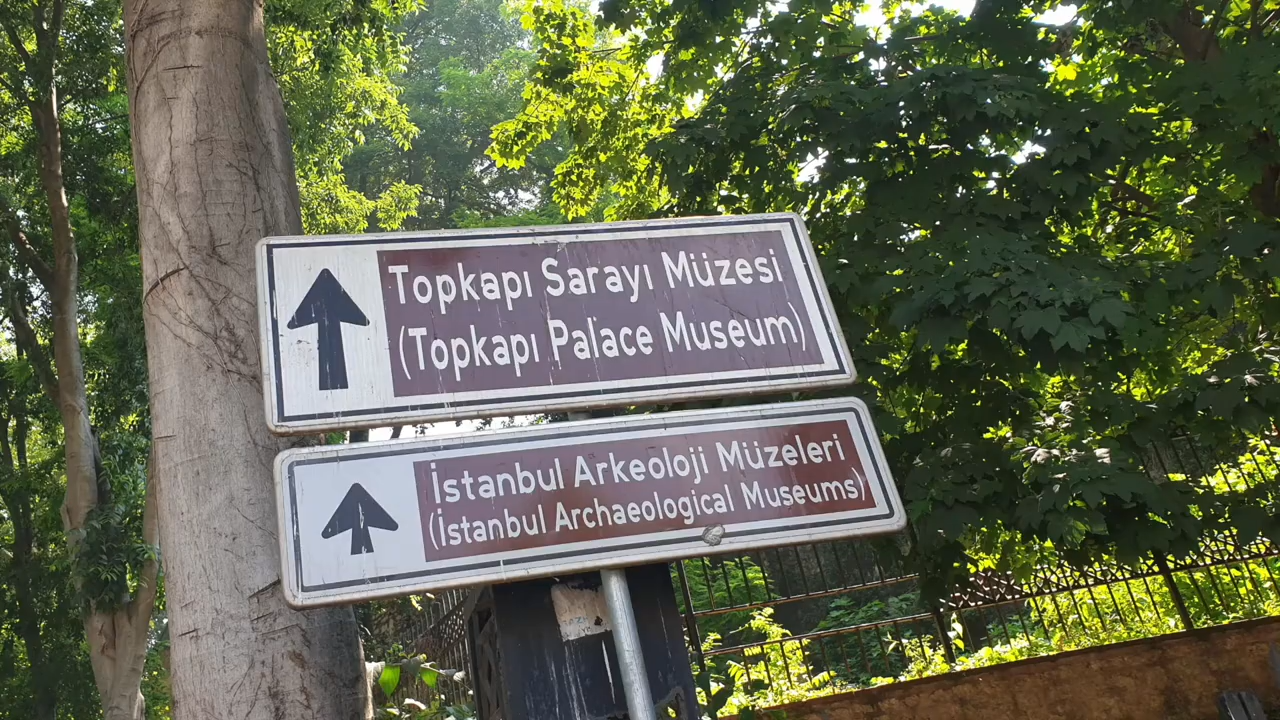 Topkapı Sarayı Müzesi
(Topkapı Palace Museum)
İstanbul Arkeoloji Müzeleri
(İstanbul Archaeological Museums)